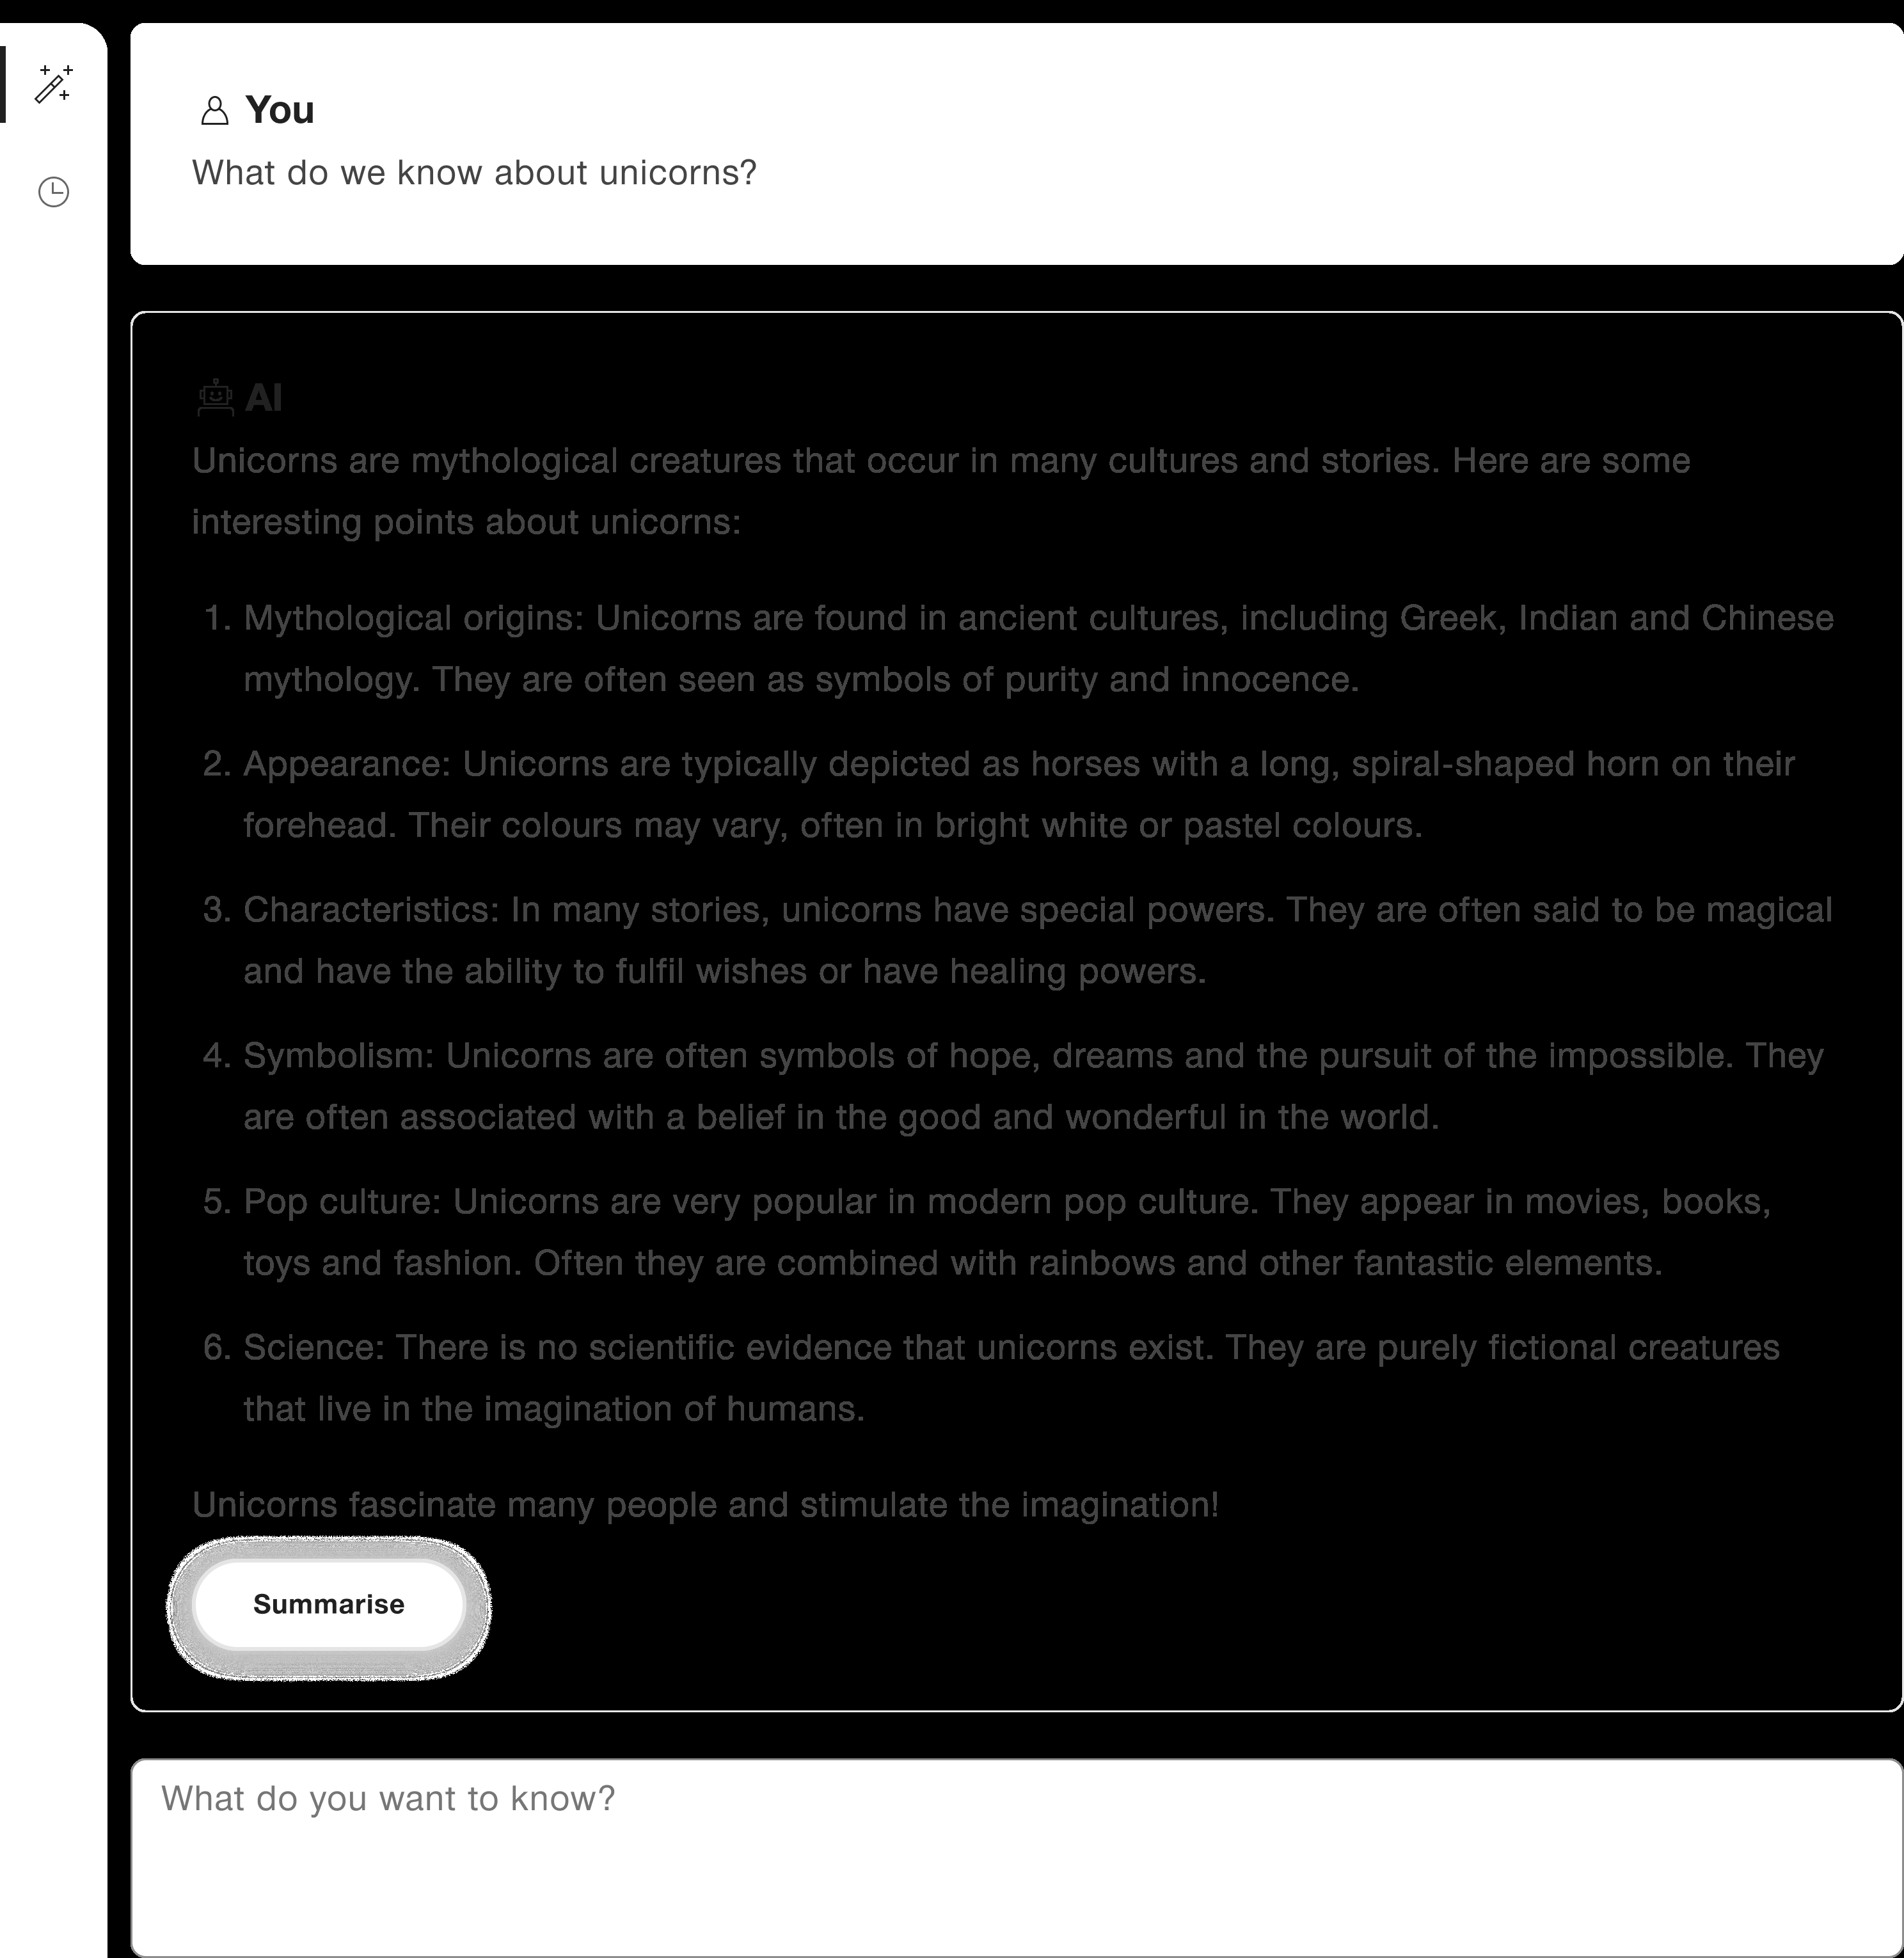 You
What do we know about unicorns?
AI
Unicorns are mythological creatures that occur in many cultures and stories. Here are some
interesting points about unicorns:
1. Mythological origins: Unicorns are found in ancient cultures, including Greek, Indian and Chinese
mythology. They are often seen as symbols of purity and innocence.
2. Appearance: Unicorns are typically depicted as horses with a long, spiral-shaped horn on their
forehead. Their colours may vary, often in bright white or pastel colours.
3. Characteristics: In many stories, unicorns have special powers. They are often said to be magical
and have the ability to fulfil wishes or have healing powers.
4. Symbolism: Unicorns are often symbols of hope, dreams and the pursuit of the impossible. They
are often associated with a belief in the good and wonderful in the world.
5. Pop culture: Unicorns are very popular in modern pop culture. They appear in movies, books,
toys and fashion. Often they are combined with rainbows and other fantastic elements.
6. Science: There is no scientific evidence that unicorns exist. They are purely fictional creatures
that live in the imagination of humans.
Unicorns fascinate many people and stimulate the imagination!
Summarise
What do you want to know?